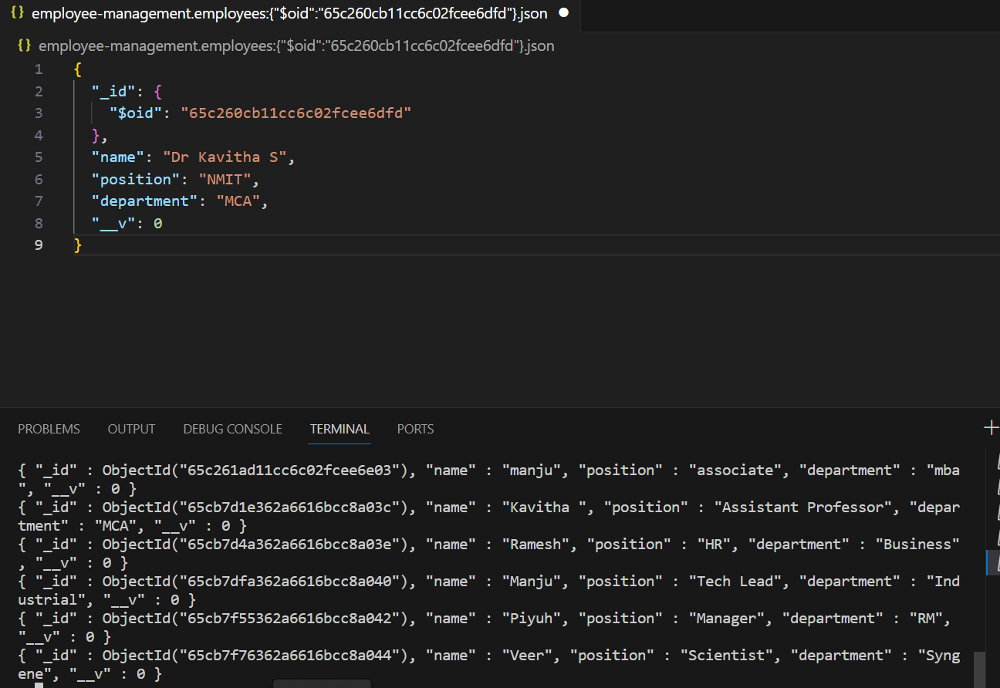 {} employee-management.employees:{"$oid":"65c260cb11cc6c02fcee6dfd"}.json ●
{} employee-management.employees:{"$oid":"65c260cb11cc6c02fcee6dfd"}.json
1 {
2 "_id": {
3 "$oid": "65c260cb11cc6c02fcee6dfd"
4 },
5 "name": "Dr Kavitha S",
6 "position": "NMIT",
7 "department": "MCA",
8 "__v": 0
9 }
PROBLEMS OUTPUT DEBUG CONSOLE TERMINAL PORTS +
{ "_id" : ObjectId("65c261ad11cc6c02fcee6e03"), "name" : "manju", "position" : "associate", "department" : "mba
", "__v" : 0 }
{ "_id" : ObjectId("65cb7d1e362a6616bcc8a03c"), "name" : "Kavitha ", "position" : "Assistant Professor", "depar
tment" : "MCA", "__v" : 0 }
{ "_id" : ObjectId("65cb7d4a362a6616bcc8a03e"), "name" : "Ramesh", "position" : "HR", "department" : "Business"
, "__v" : 0 }
{ "_id" : ObjectId("65cb7dfa362a6616bcc8a040"), "name" : "Manju", "position" : "Tech Lead", "department" : "Ind
ustrial", "__v" : 0 }
{ "_id" : ObjectId("65cb7f55362a6616bcc8a042"), "name" : "Piyuh", "position" : "Manager", "department" : "RM",
"__v" : 0 }
{ "_id" : ObjectId("65cb7f76362a6616bcc8a044"), "name" : "Veer", "position" : "Scientist", "department" : "Syng
ene", "__v" : 0 }